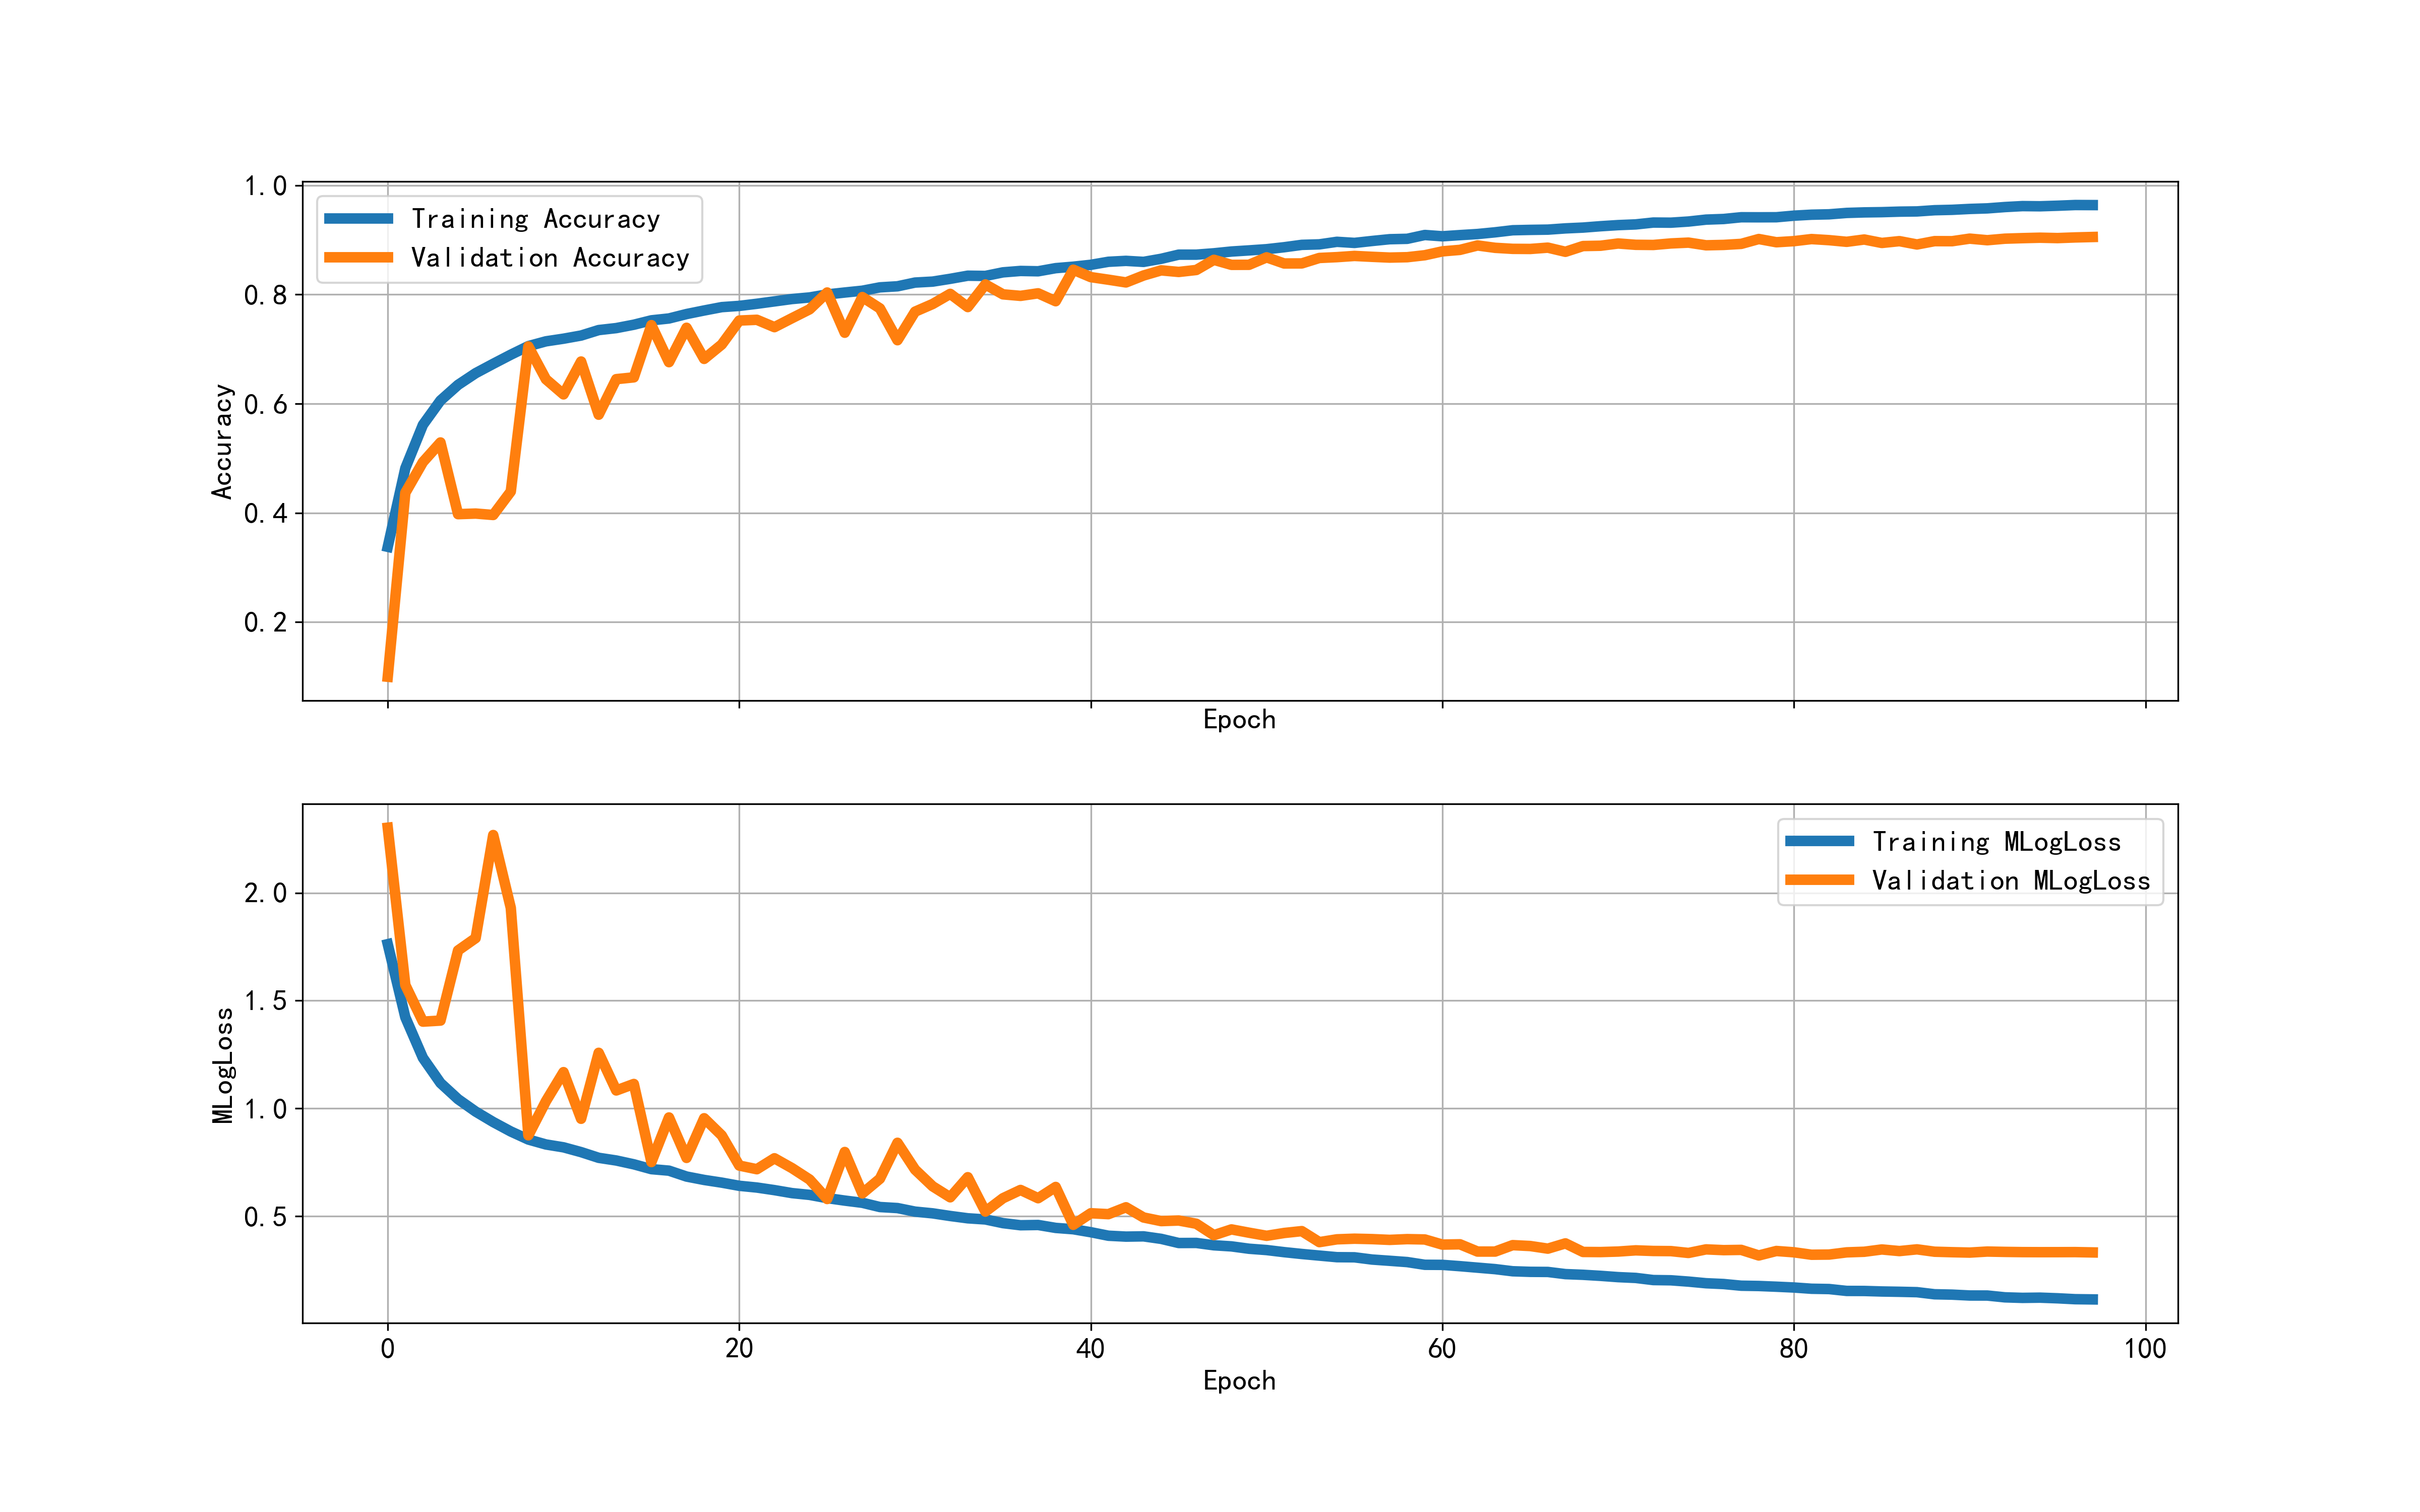 1.0
0.8
0.6
0.4
0.2
Accuracy
Training Accuracy
Validation Accuracy
Epoch
2.0
1.5
1.0
0.5
MLogLoss
Training MLogLoss
Validation MLogLoss
0 20 40 60 80 100
Epoch